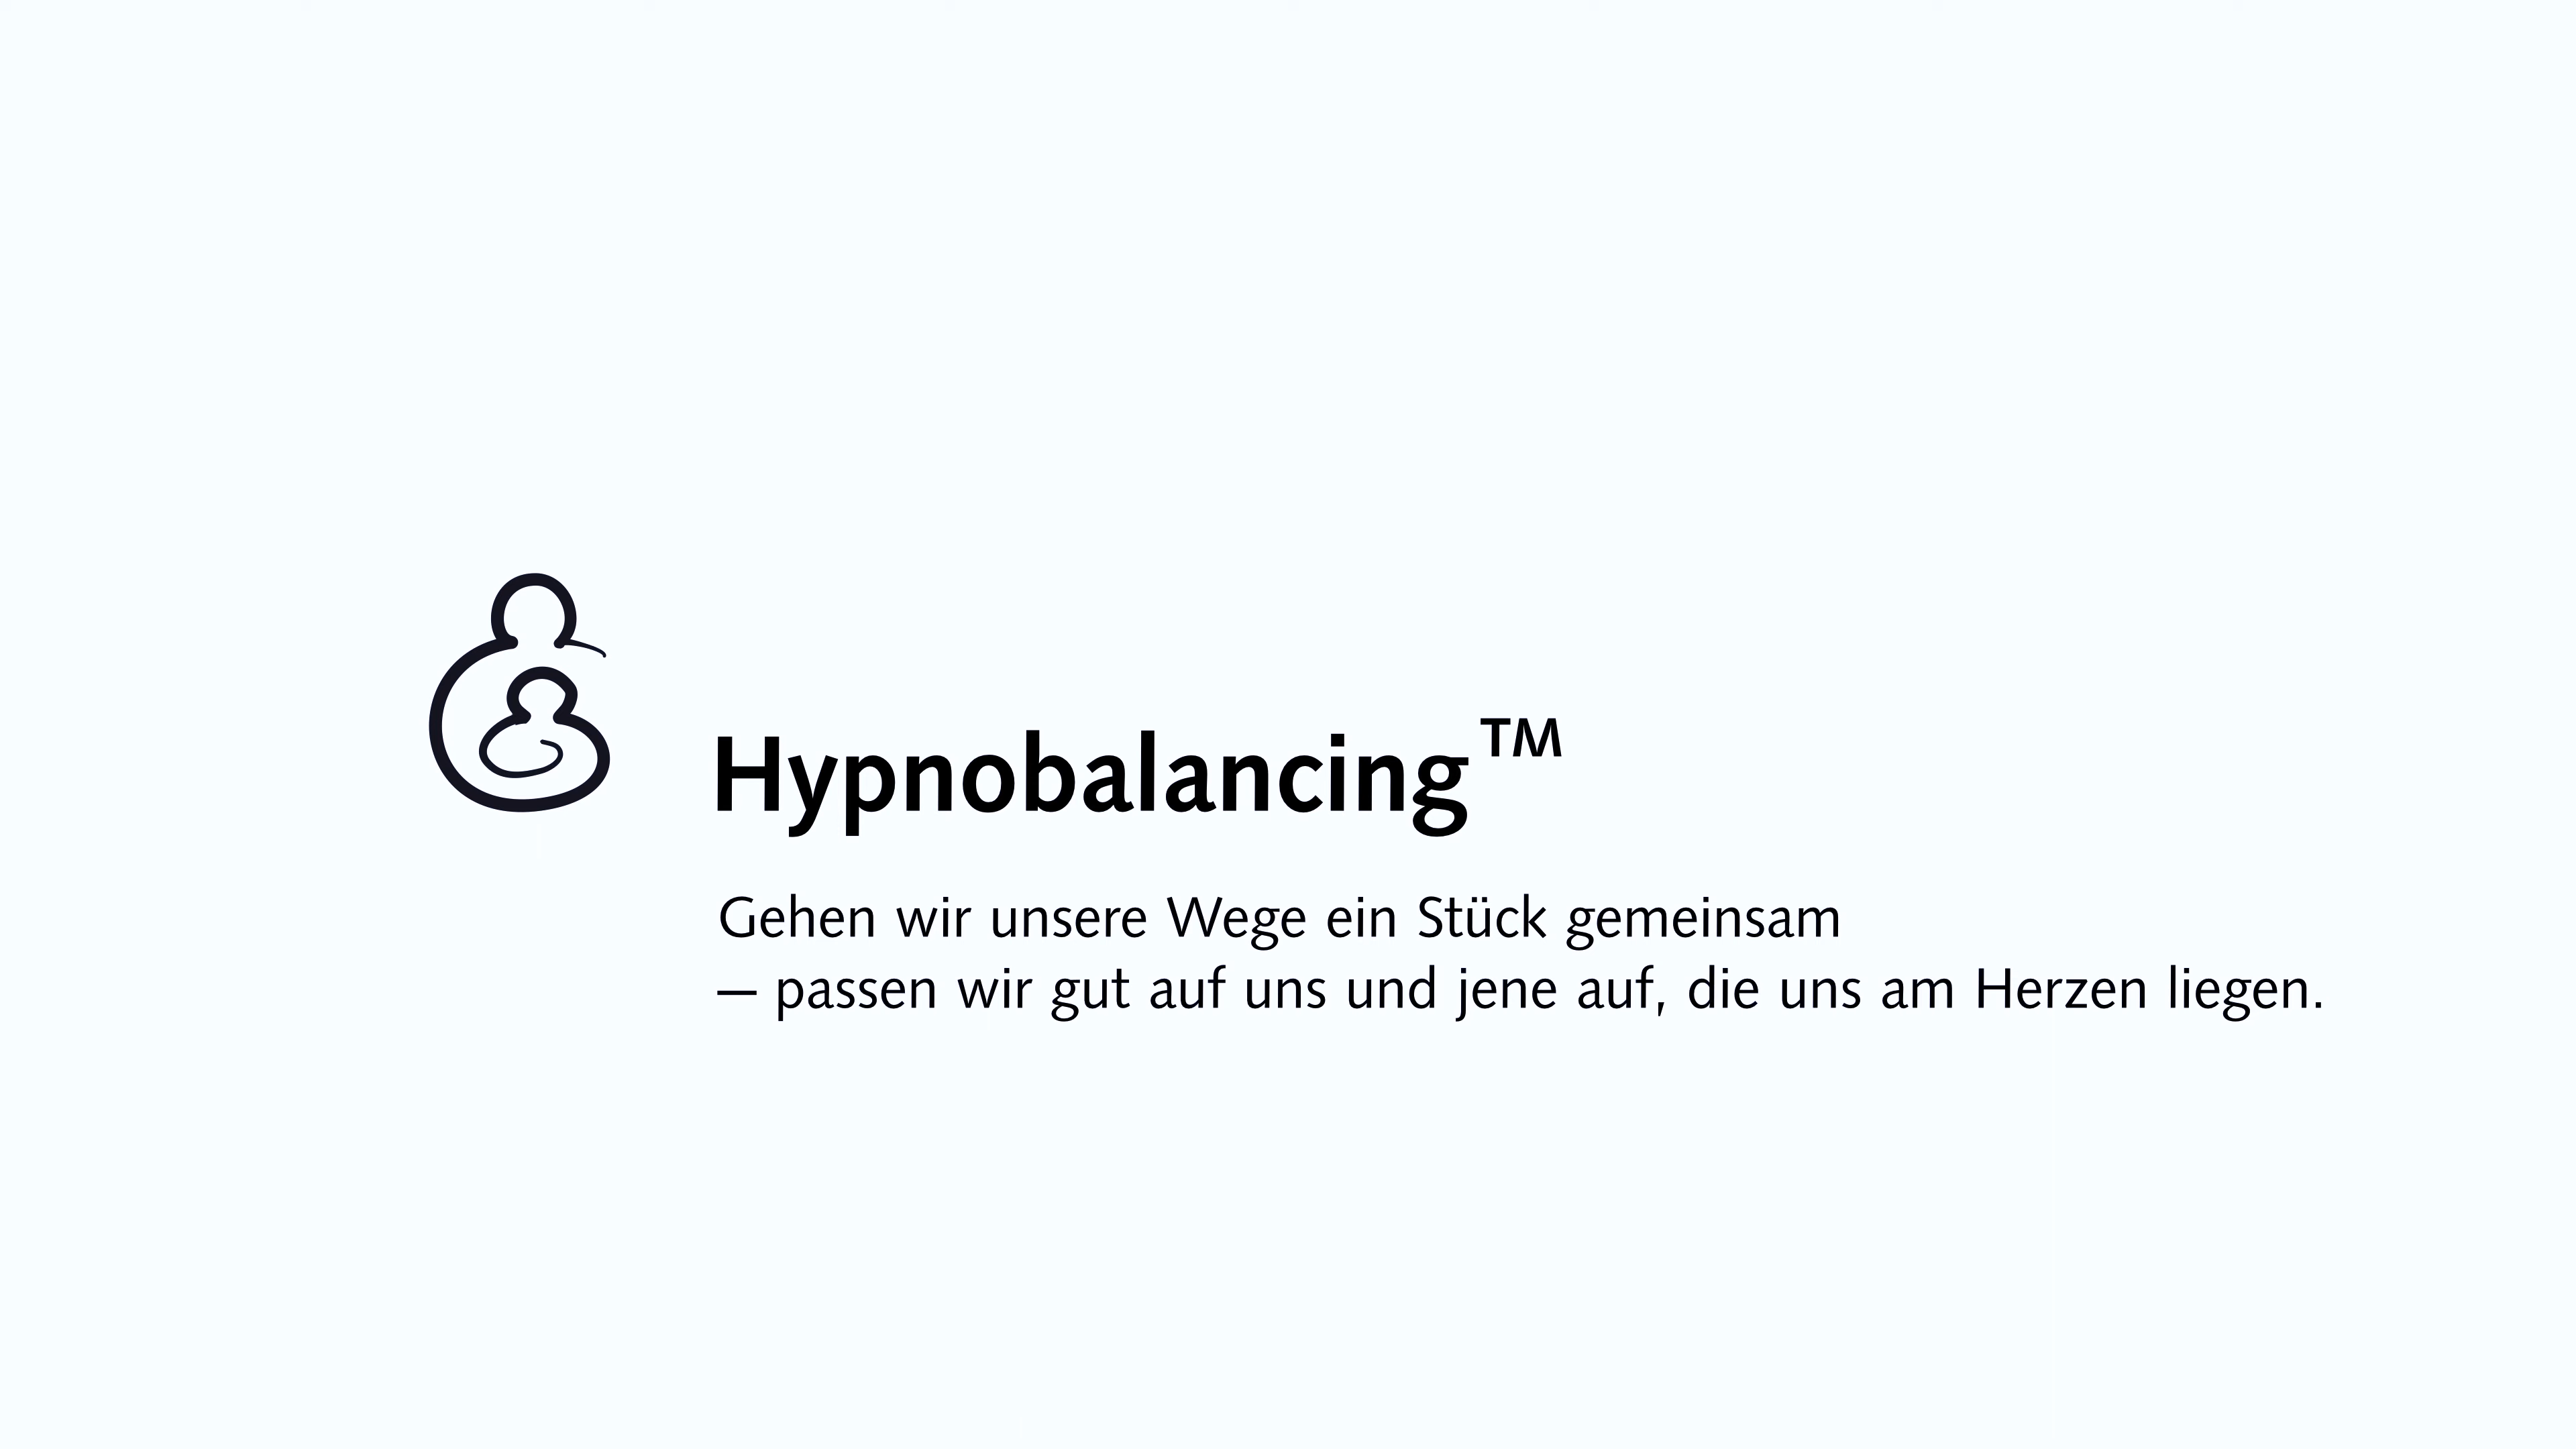 Hypnobalancing™
Gehen wir unsere Wege ein Stück gemeinsam
— passen wir gut auf uns und jene auf, die uns am Herzen liegen.